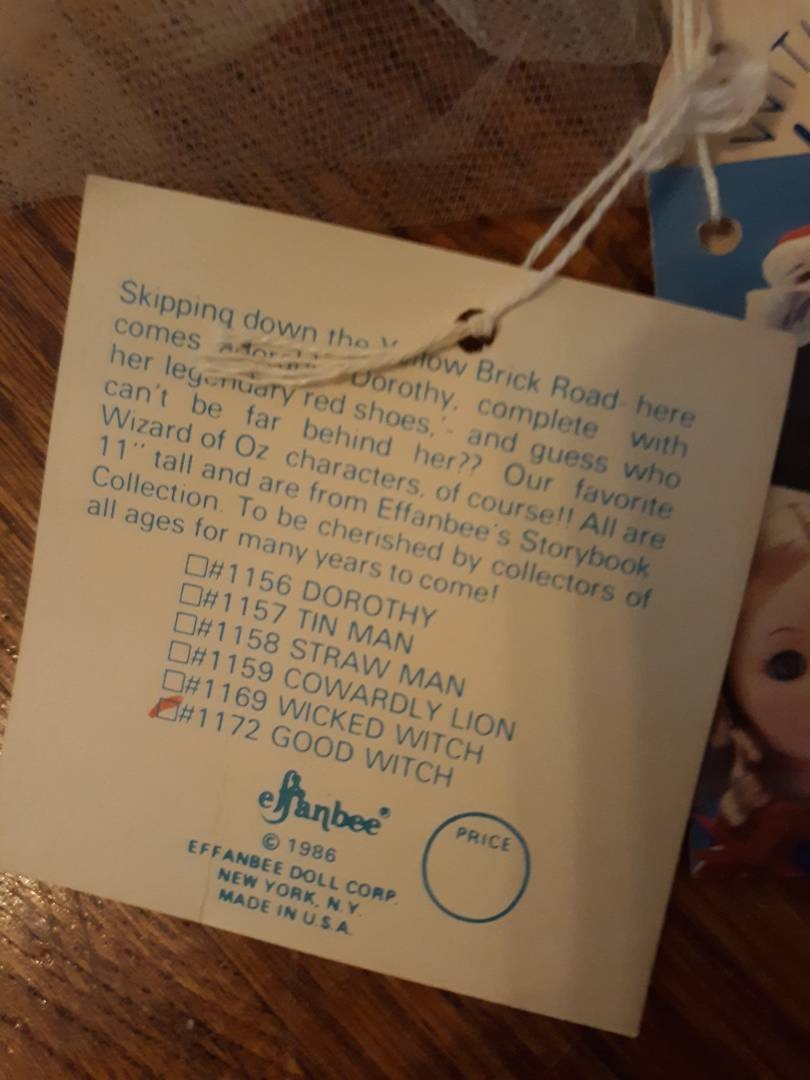 WIT
Skipping down the Yellow Brick Road- here
comes adorable Dorothy, complete with
her legendary red shoes,- and guess who
can't be far behind her?? Our favorite
Wizard of Oz characters, of course!! All are
11" tall and are from Effanbee's Storybook
Collection. To be cherished by collectors of
all ages for many years to come!
#1156 DOROTHY
#1157 TIN MAN
#1158 STRAW MAN
#1159 COWARDLY LION
#1169 WICKED WITCH
#1172 GOOD WITCH
effanbee®
© 1986
EFFANBEE DOLL CORP.
NEW YORK, N.Y.
MADE IN U.S.A.
PRICE